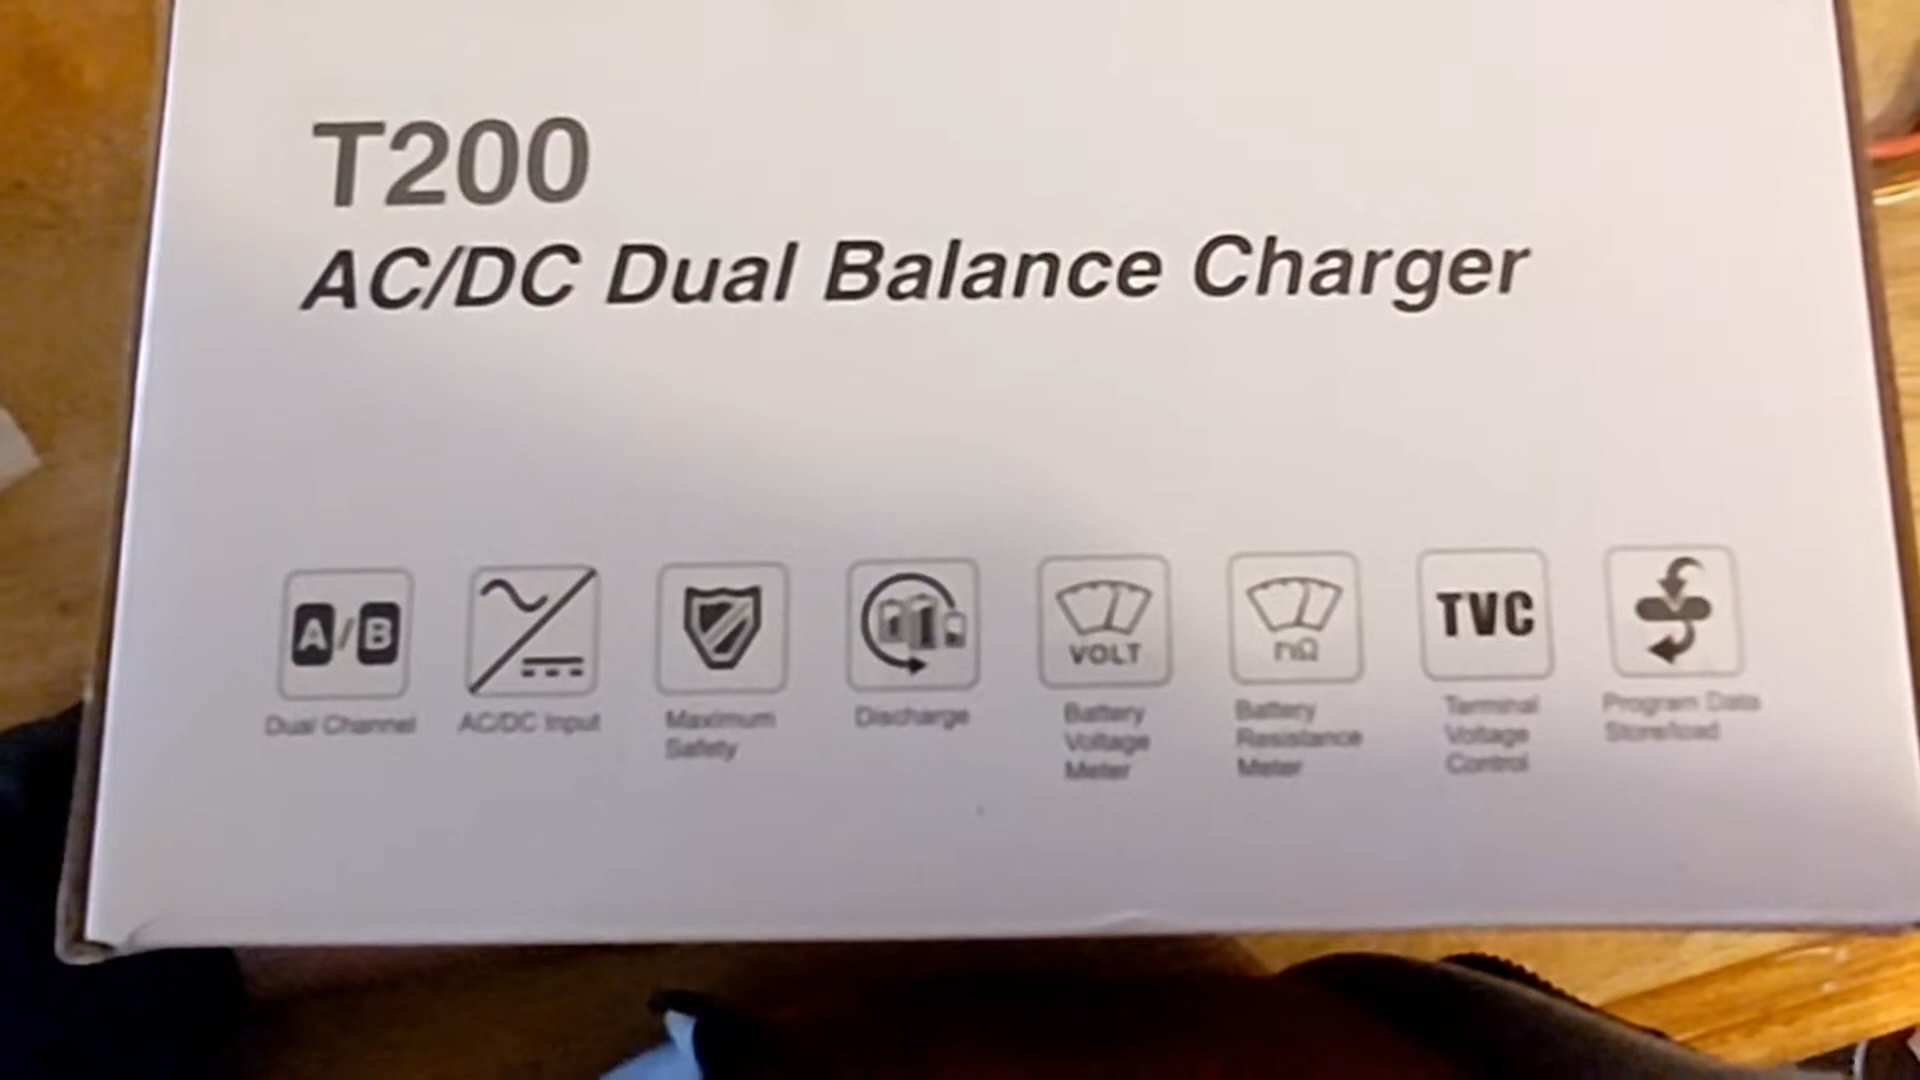 T200
AC/DC Dual Balance Charger
A/B
VOLT
mΩ
TVC
Dual Channel
AC/DC Input
Maximum
Safety
Discharge
Battery
Voltage
Meter
Battery
Resistance
Meter
Terminal
Voltage
Control
Program Data
Store/load